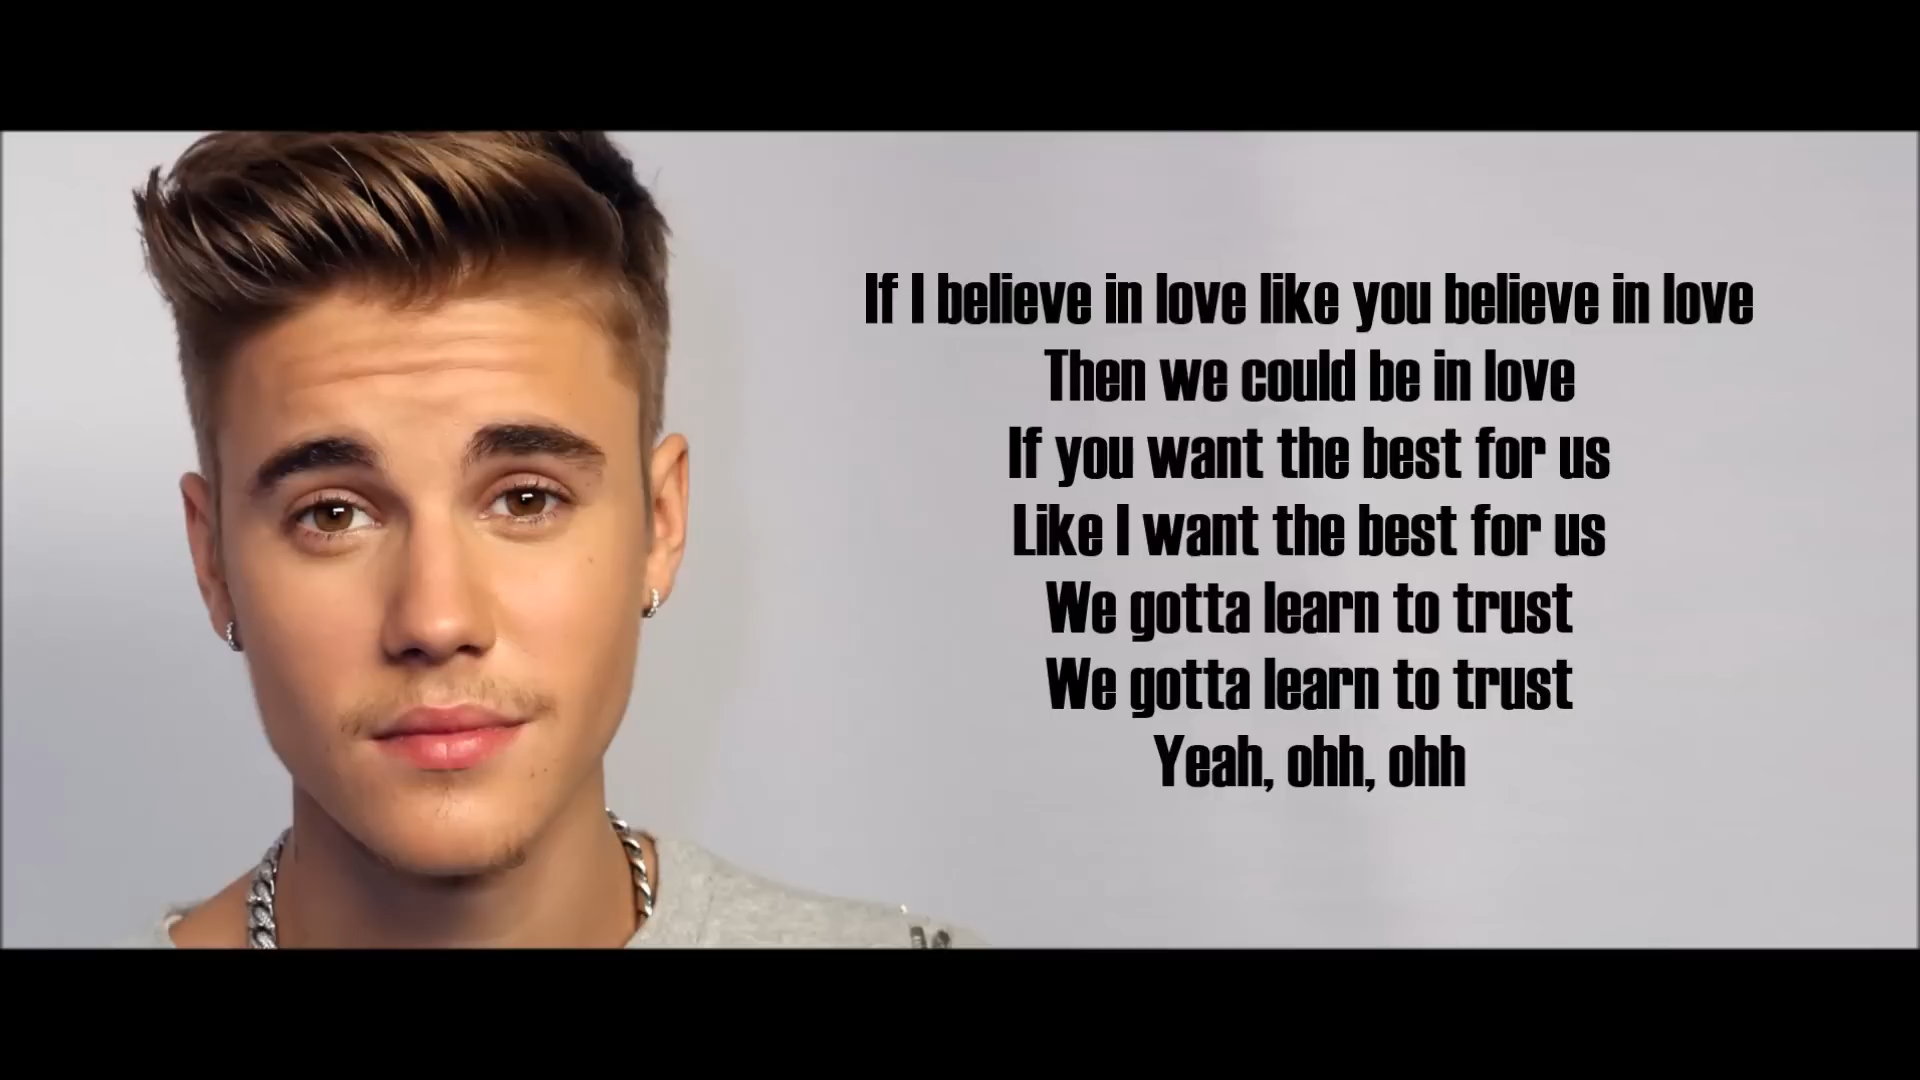 If I believe in love like you believe in love
Then we could be in love
If you want the best for us
Like I want the best for us
We gotta learn to trust
We gotta learn to trust
Yeah, ohh, ohh